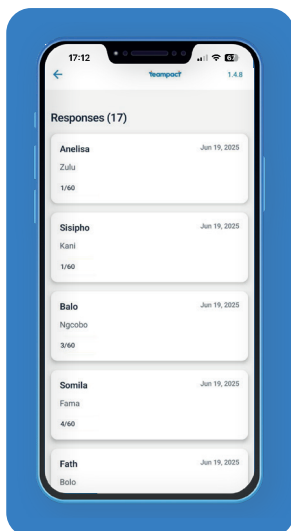 17:12
teampact
1.4.8
Responses (17)
Anelisa
Jun 19, 2025
Zulu
1/60
Sisipho
Jun 19, 2025
Kani
1/60
Balo
Jun 19, 2025
Ngcobo
3/60
Somila
Jun 19, 2025
Fama
4/60
Fath
Jun 19, 2025
Bolo